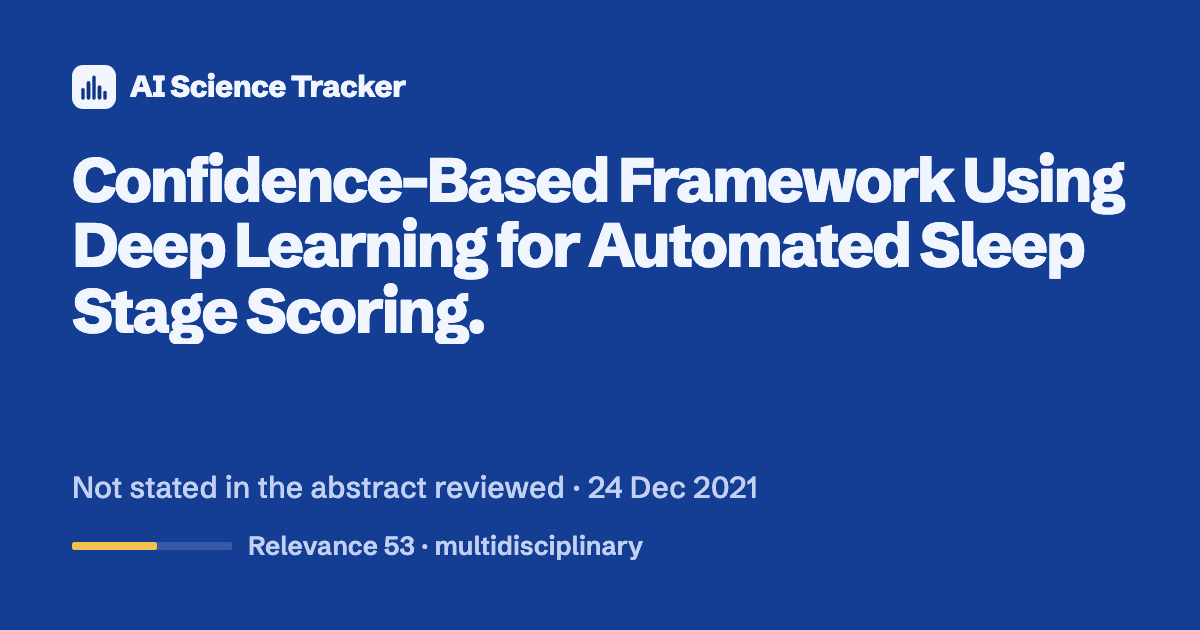 AI Science Tracker
Confidence-Based Framework Using
Deep Learning for Automated Sleep
Stage Scoring.
Not stated in the abstract reviewed · 24 Dec 2021
Relevance 53 · multidisciplinary